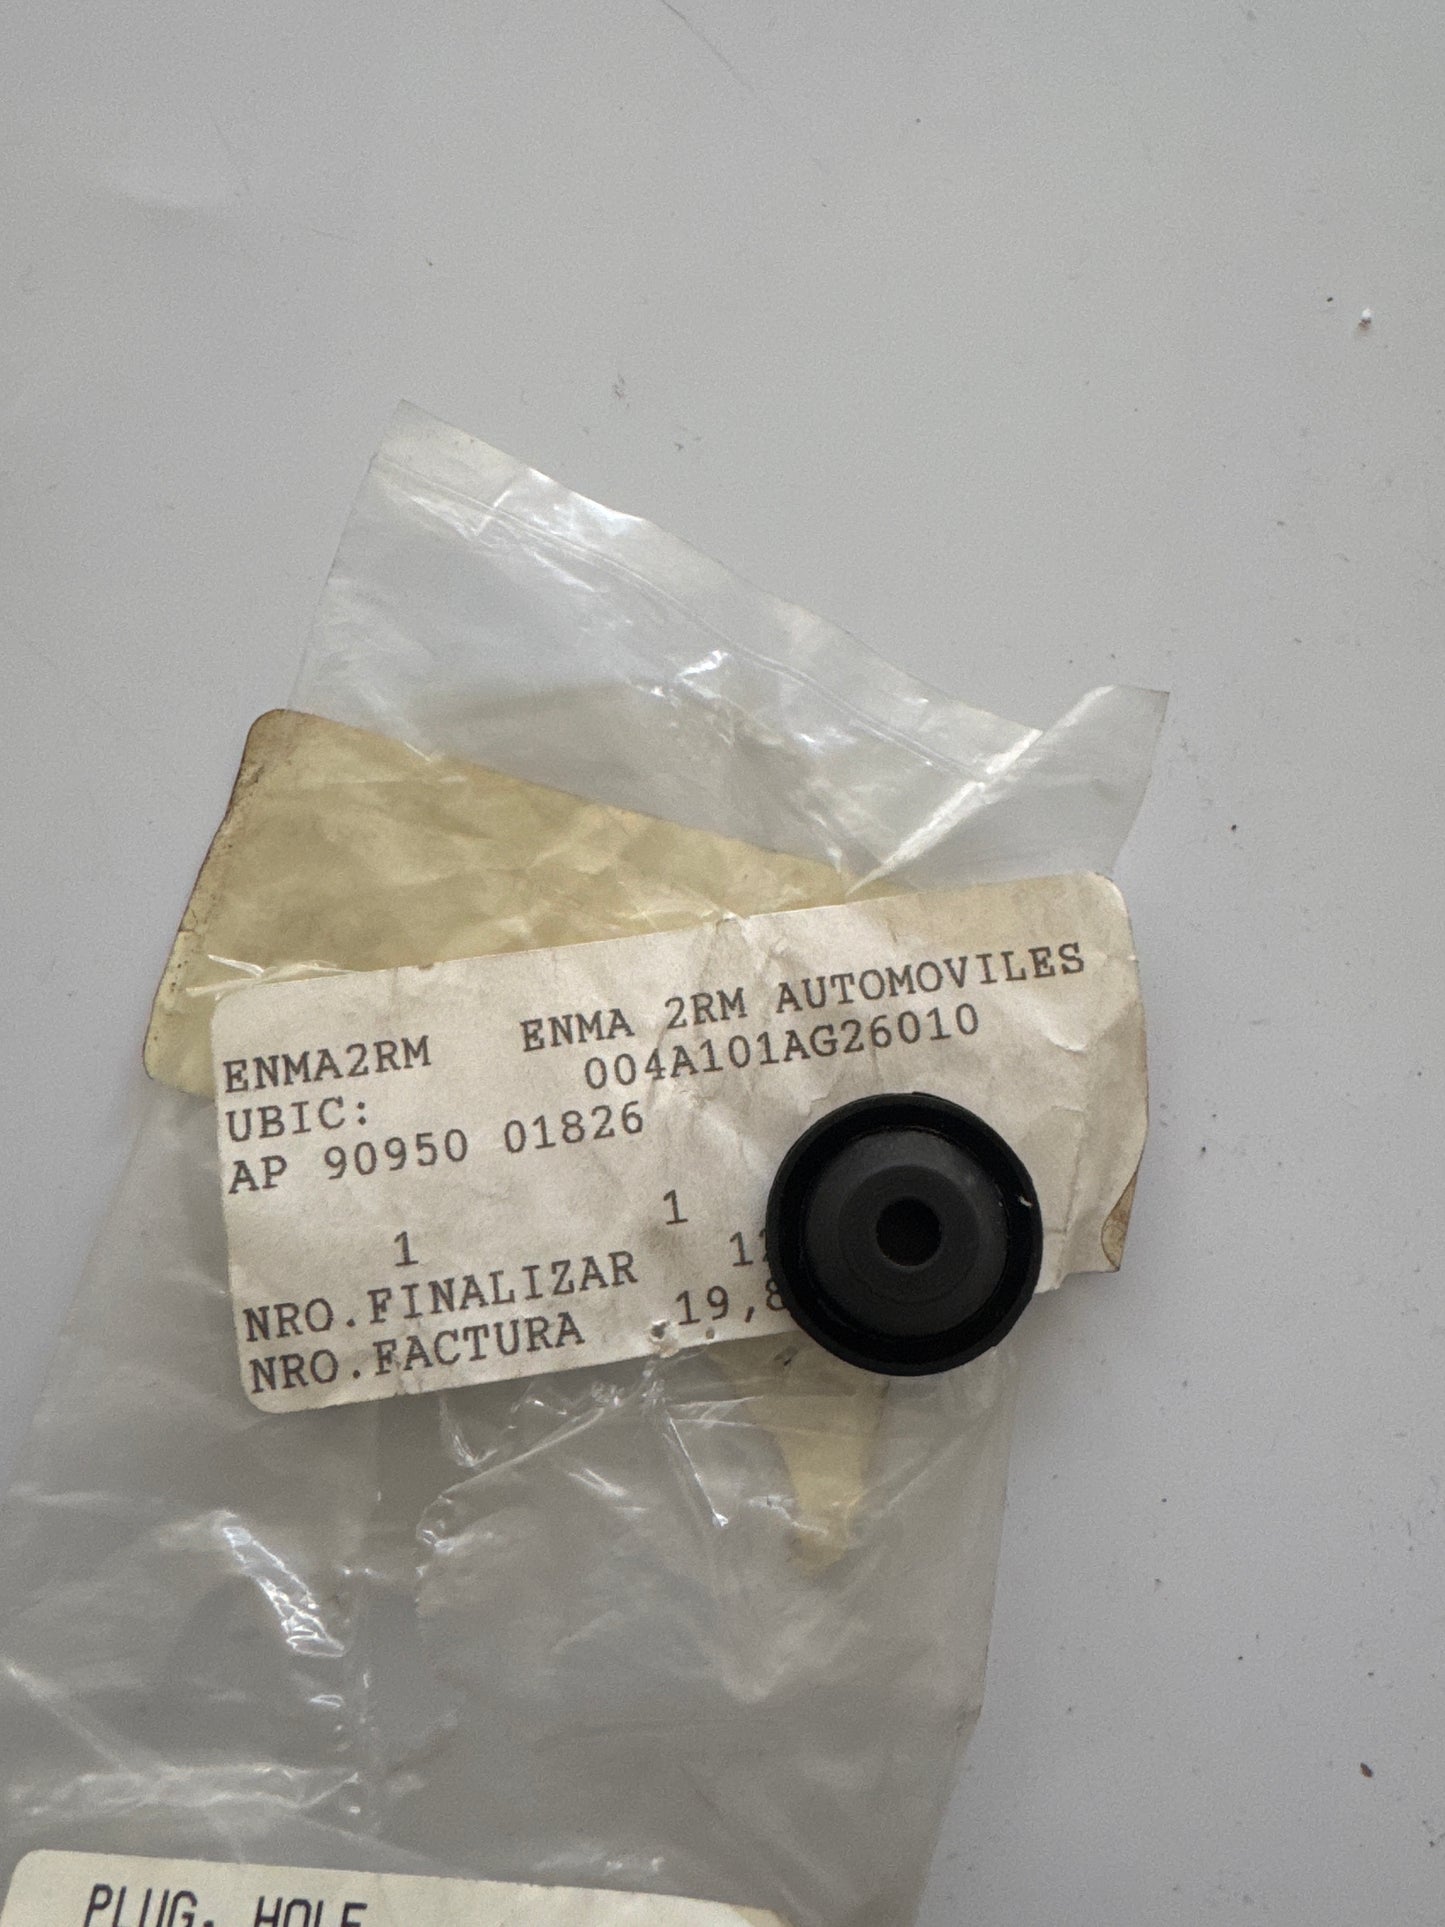 ENMA2RM ENMA 2RM AUTOMOVILES
UBIC: 004A101AG26010
AP 90950 01826
1 1
NRO.FINALIZAR
NRO.FACTURA
PLUG, HOLE